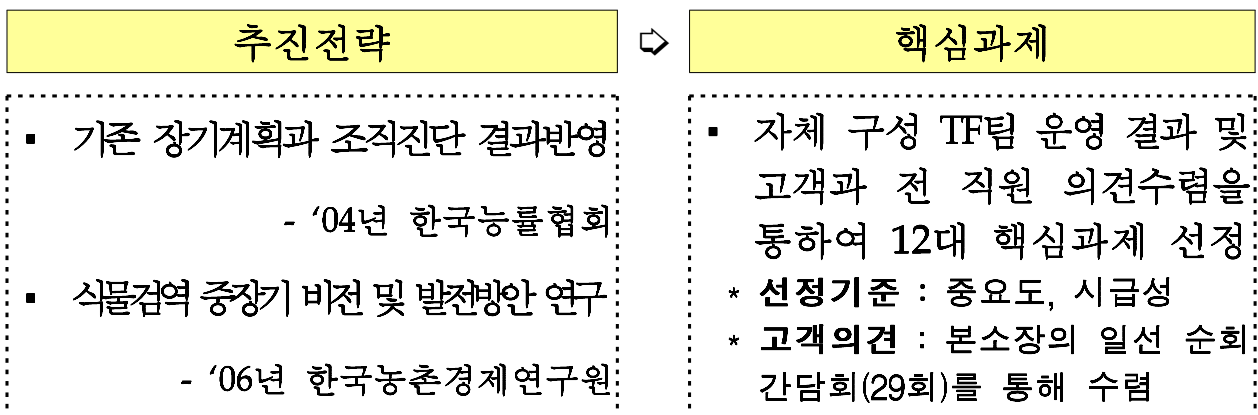 추진전략
➪
핵심과제
▪ 기존 장기계획과 조직진단 결과반영
- ‘04년 한국능률협회
▪ 식물검역 중장기 비전 및 발전방안 연구
- ‘06년 한국농촌경제연구원
▪ 자체 구성 TF팀 운영 결과 및
고객과 전 직원 의견수렴을
통하여 12대 핵심과제 선정
* 선정기준 : 중요도, 시급성
* 고객의견 : 본소장의 일선 순회
간담회(29회)를 통해 수렴